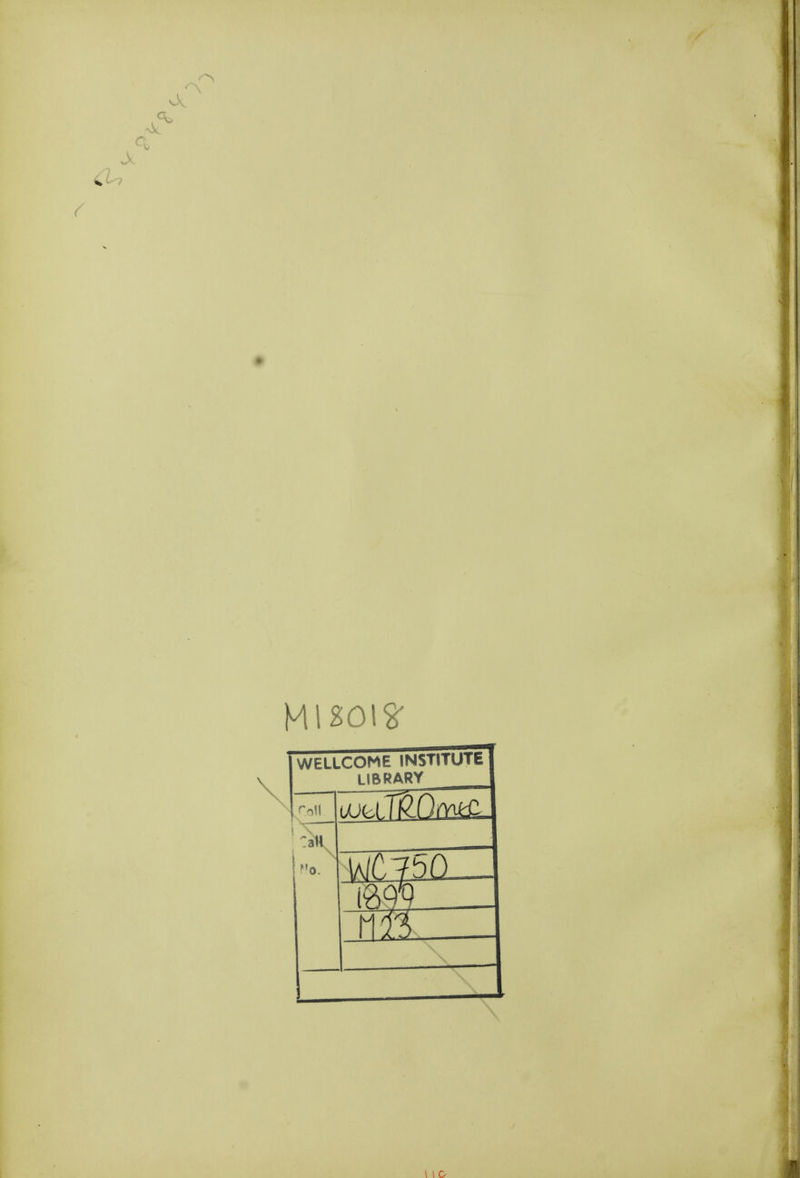 M18018
WELLCOME INSTITUTE
LIBRARY
Coll welTROmec
Call
No. WC750
1899
M23